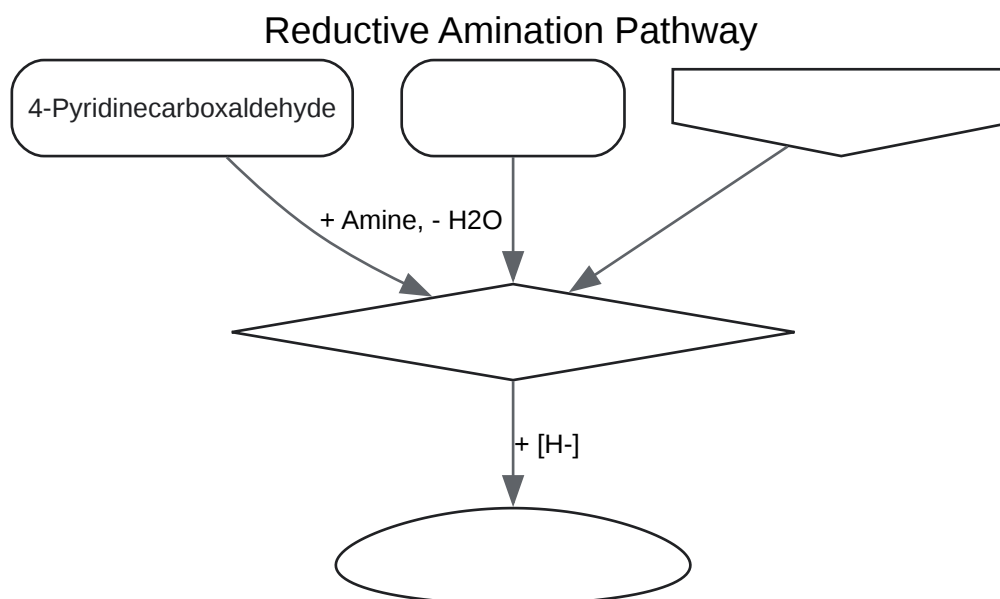 Reductive Amination Pathway
4-Pyridinecarboxaldehyde
+ Amine, - H2O
+ [H-]